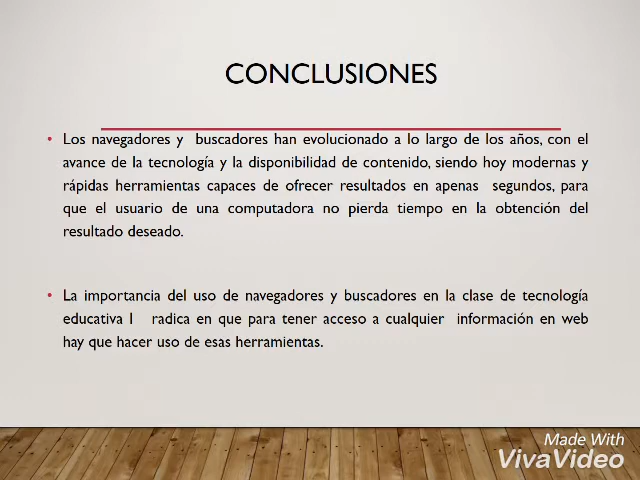 CONCLUSIONES
• Los navegadores y buscadores han evolucionado a lo largo de los años, con el
avance de la tecnología y la disponibilidad de contenido, siendo hoy modernas y
rápidas herramientas capaces de ofrecer resultados en apenas segundos, para
que el usuario de una computadora no pierda tiempo en la obtención del
resultado deseado.
• La importancia del uso de navegadores y buscadores en la clase de tecnología
educativa I radica en que para tener acceso a cualquier información en web
hay que hacer uso de esas herramientas.
Made With
VivaVideo